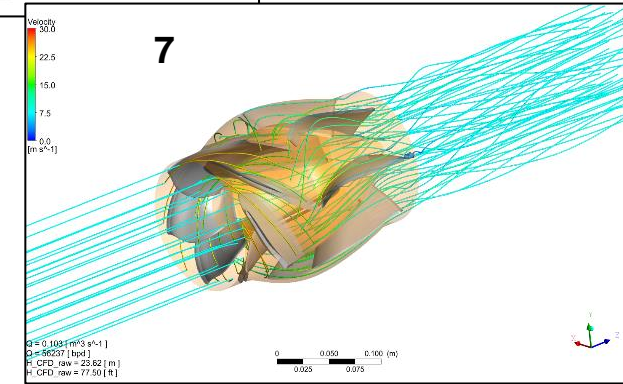 Velocity
30.0
7
22.5
15.0
7.5
0.0
[m s^-1]
Q = 0.103 [ m^3 s^-1 ]
Q = 56237 [ bpd ]
H_CFD_raw = 23.62 [ m ]
H_CFD_raw = 77.50 [ ft ]
0 0.050 0.100 (m)
0.025 0.075
Y
Z